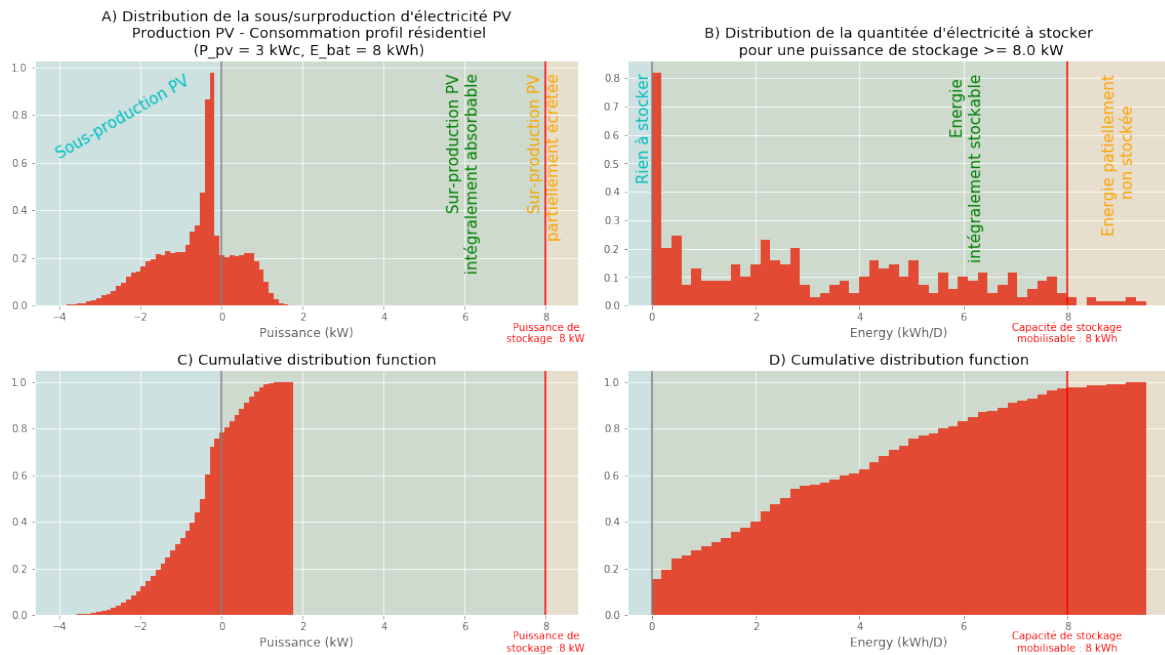 A) Distribution de la sous/surproduction d'électricité PV
Production PV - Consommation profil résidentiel
(P_pv = 3 kWc, E_bat = 8 kWh)
1.0
0.8
0.6
0.4
0.2
0.0
Sous-production PV
Sur-production PV
intégralement absorbable
Sur-production PV
partiellement écrétée
−4
−2
0
2
4
6
8
Puissance (kW)
Puissance de
stockage :8 kW
B) Distribution de la quantitée d'électricité à stocker
pour une puissance de stockage >= 8.0 kW
0.8
0.7
0.6
0.5
0.4
0.3
0.2
0.1
0.0
Rien à stocker
Energie
intégralement stockable
Energie patiellement
non stockée
0
2
4
6
8
Energy (kWh/D)
Capacité de stockage
mobilisable : 8 kWh
C) Cumulative distribution function
1.0
0.8
0.6
0.4
0.2
0.0
−4
−2
0
2
4
6
8
Puissance (kW)
Puissance de
stockage :8 kW
D) Cumulative distribution function
1.0
0.8
0.6
0.4
0.2
0.0
0
2
4
6
8
Energy (kWh/D)
Capacité de stockage
mobilisable : 8 kWh